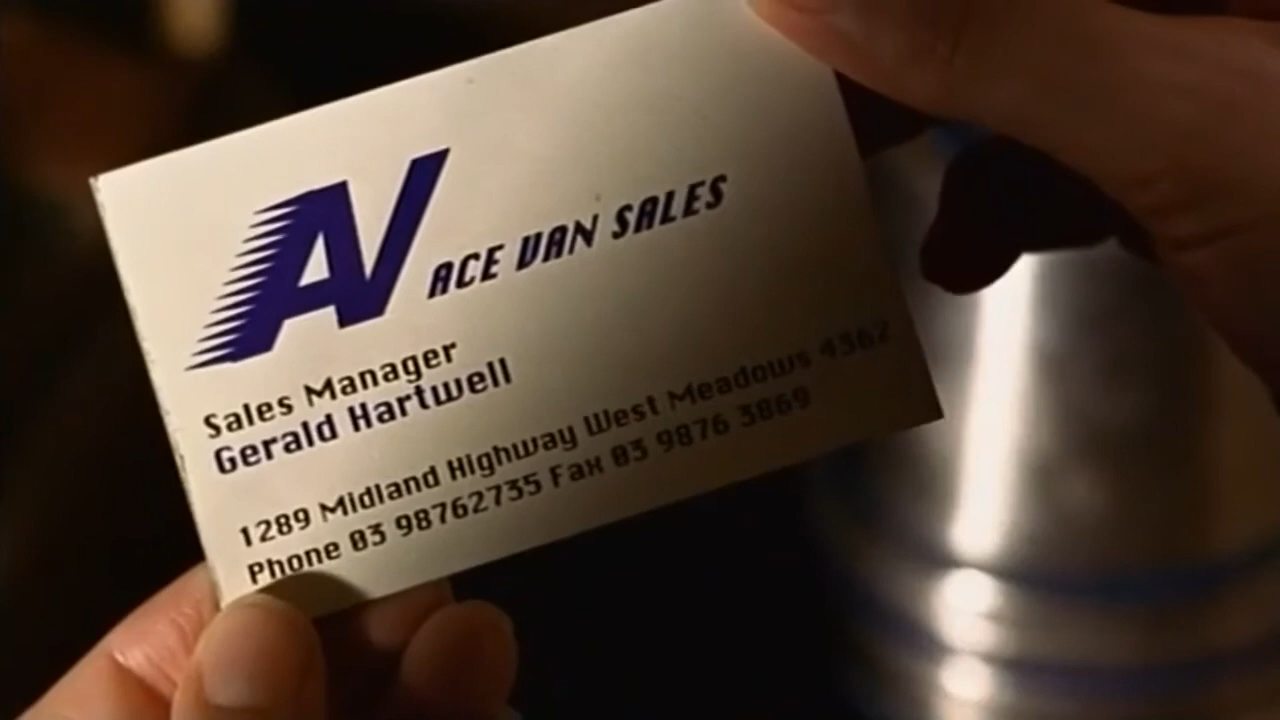 AV ACE VAN SALES
Sales Manager
Gerald Hartwell
1289 Midland Highway West Meadows 4362
Phone 03 98762735 Fax 03 9876 3869